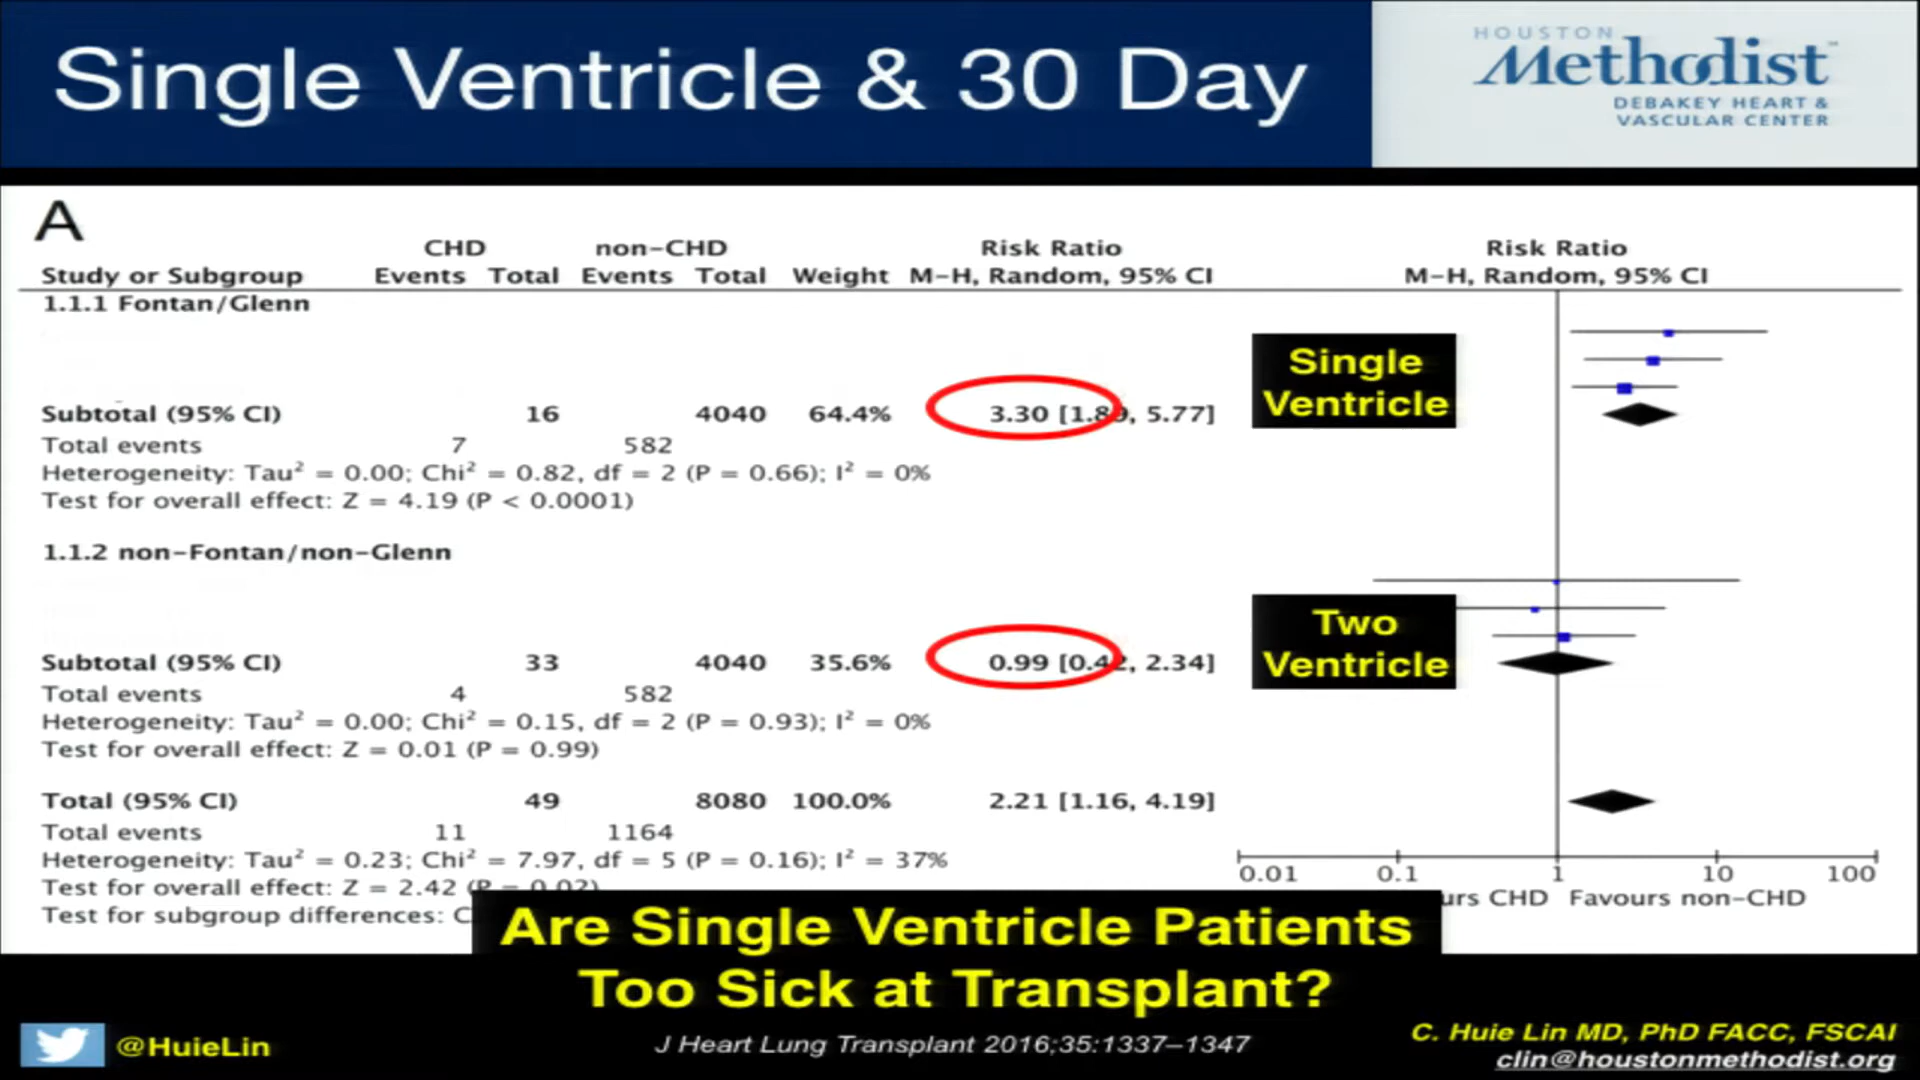 Single Ventricle & 30 Day
HOUSTON
Methodist
DEBAKEY HEART &
VASCULAR CENTER
A
CHD non-CHD Risk Ratio Risk Ratio
Study or Subgroup Events Total Events Total Weight M-H, Random, 95% CI M-H, Random, 95% CI
1.1.1 Fontan/Glenn
Single
Ventricle
Subtotal (95% CI) 16 4040 64.4% 3.30 [1.89, 5.77]
Total events 7 582
Heterogeneity: Tau² = 0.00; Chi² = 0.82, df = 2 (P = 0.66); I² = 0%
Test for overall effect: Z = 4.19 (P < 0.0001)
1.1.2 non-Fontan/non-Glenn
Two
Ventricle
Subtotal (95% CI) 33 4040 35.6% 0.99 [0.42, 2.34]
Total events 4 582
Heterogeneity: Tau² = 0.00; Chi² = 0.15, df = 2 (P = 0.93); I² = 0%
Test for overall effect: Z = 0.01 (P = 0.99)
Total (95% CI) 49 8080 100.0% 2.21 [1.16, 4.19]
Total events 11 1164
Heterogeneity: Tau² = 0.23; Chi² = 7.97, df = 5 (P = 0.16); I² = 37%
Test for overall effect: Z = 2.42 (P = 0.02)
Test for subgroup differences:
0.01 0.1 1 10 100
CHD Favours non-CHD
Are Single Ventricle Patients
Too Sick at Transplant?
@HuieLin
J Heart Lung Transplant 2016;35:1337–1347
C. Huie Lin MD, PhD FACC, FSCAI
clin@houstonmethodist.org